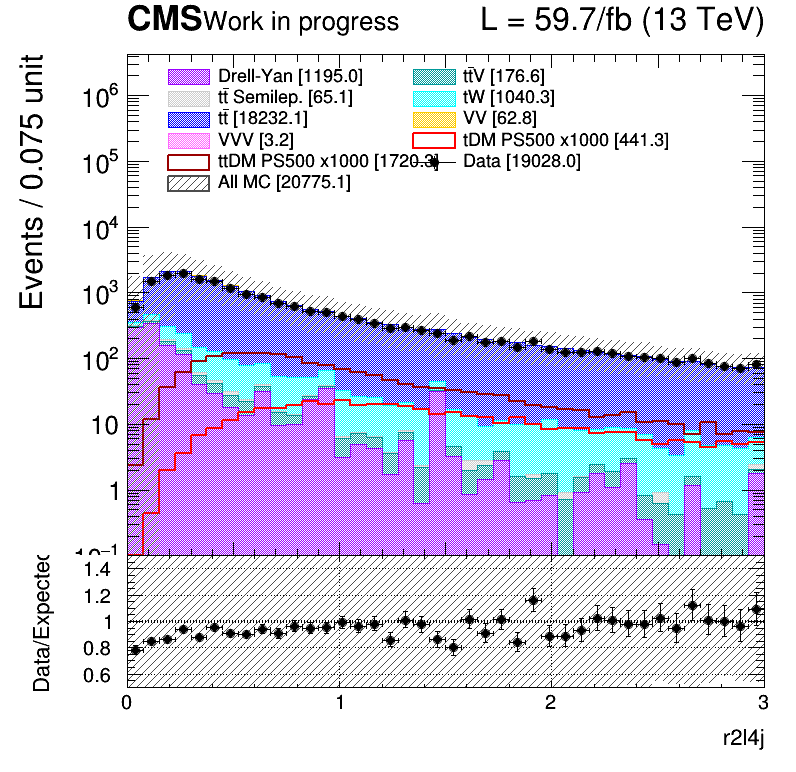 CMS Work in progress L = 59.7/fb (13 TeV)
Events / 0.075 unit
Drell-Yan [1195.0] tt̄V [176.6]
tt̄ Semilep. [65.1] tW [1040.3]
tt̄ [18232.1] VV [62.8]
VVV [3.2] tDM PS500 x1000 [441.3]
ttDM PS500 x1000 [1720.3] Data [19028.0]
All MC [20775.1]
10⁶
10⁵
10⁴
10³
10²
10
1
10⁻¹
Data/Expected
1.4
1.2
1
0.8
0.6
0 1 2 3
r2l4j